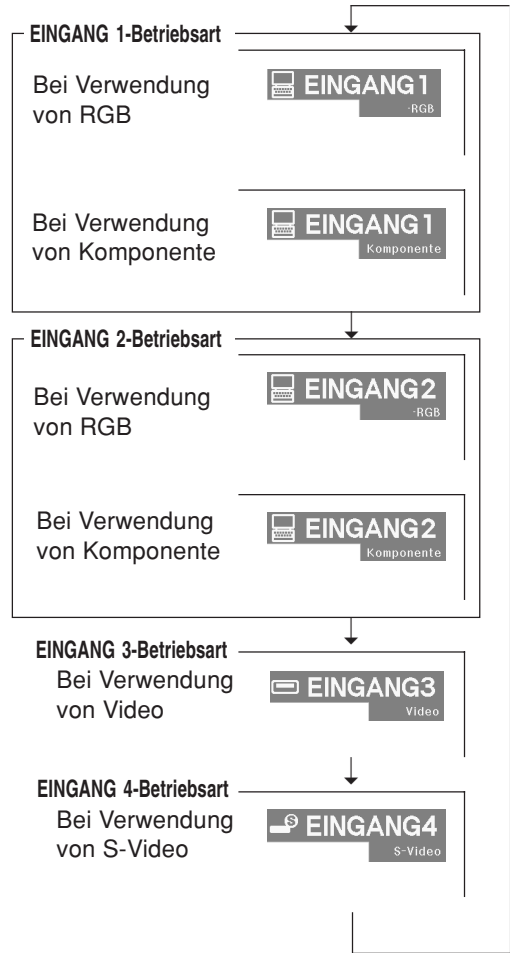 EINGANG 1-Betriebsart
Bei Verwendung
von RGB
EINGANG1
-RGB
Bei Verwendung
von Komponente
EINGANG1
Komponente
EINGANG 2-Betriebsart
Bei Verwendung
von RGB
EINGANG2
-RGB
Bei Verwendung
von Komponente
EINGANG2
Komponente
EINGANG 3-Betriebsart
Bei Verwendung
von Video
EINGANG3
Video
EINGANG 4-Betriebsart
Bei Verwendung
von S-Video
S
EINGANG4
S-Video